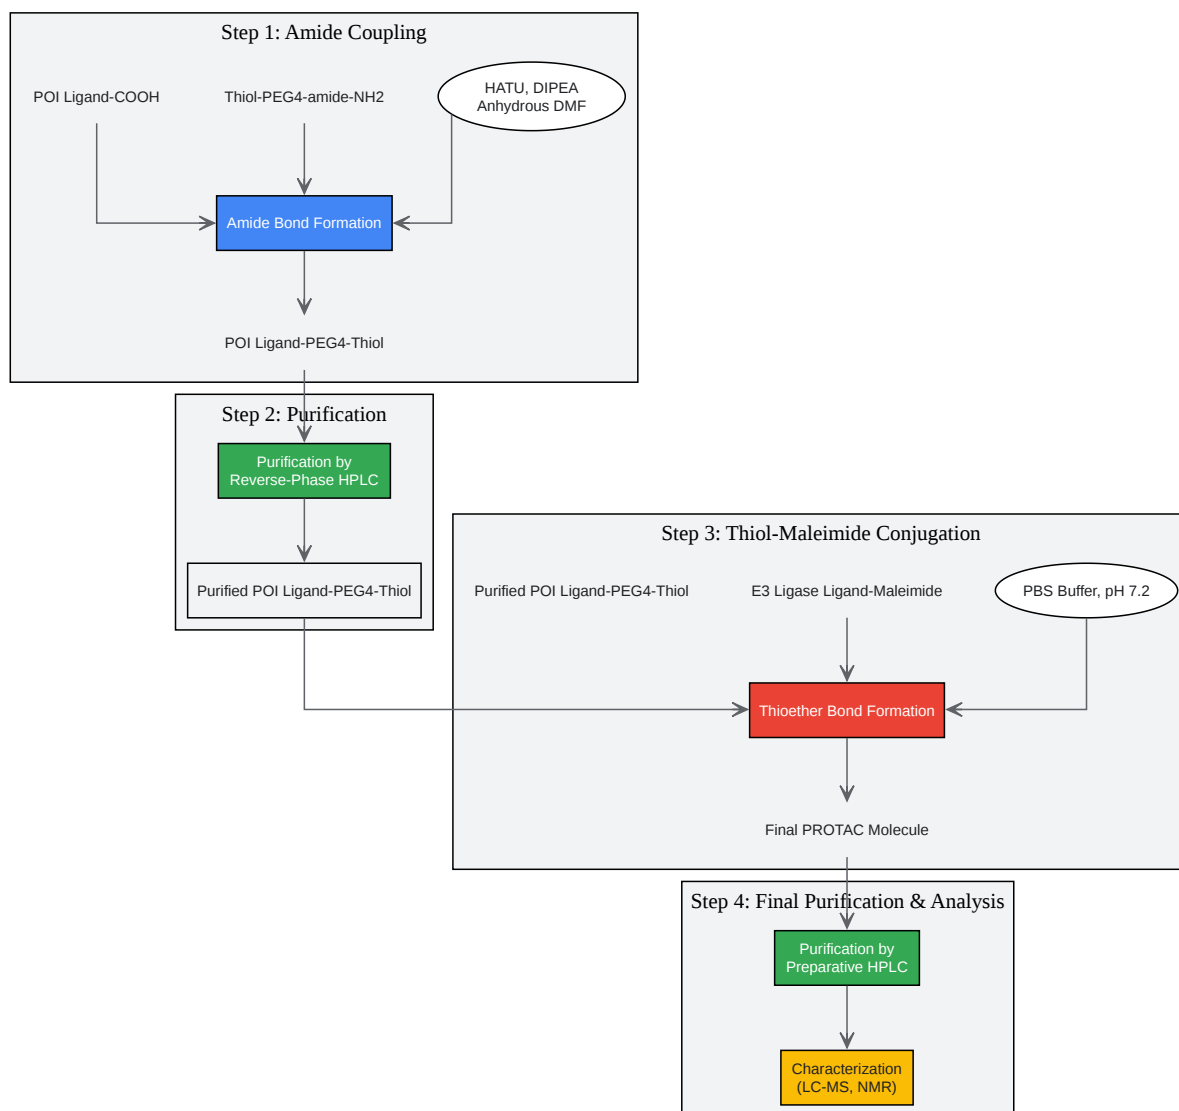 Step 1: Amide Coupling
POI Ligand-COOH
Thiol-PEG4-amide-NH2
HATU, DIPEA
Anhydrous DMF
Amide Bond Formation
POI Ligand-PEG4-Thiol
Step 2: Purification
Purification by
Reverse-Phase HPLC
Purified POI Ligand-PEG4-Thiol
Step 3: Thiol-Maleimide Conjugation
Purified POI Ligand-PEG4-Thiol
E3 Ligase Ligand-Maleimide
PBS Buffer, pH 7.2
Thioether Bond Formation
Final PROTAC Molecule
Step 4: Final Purification & Analysis
Purification by
Preparative HPLC
Characterization
(LC-MS, NMR)